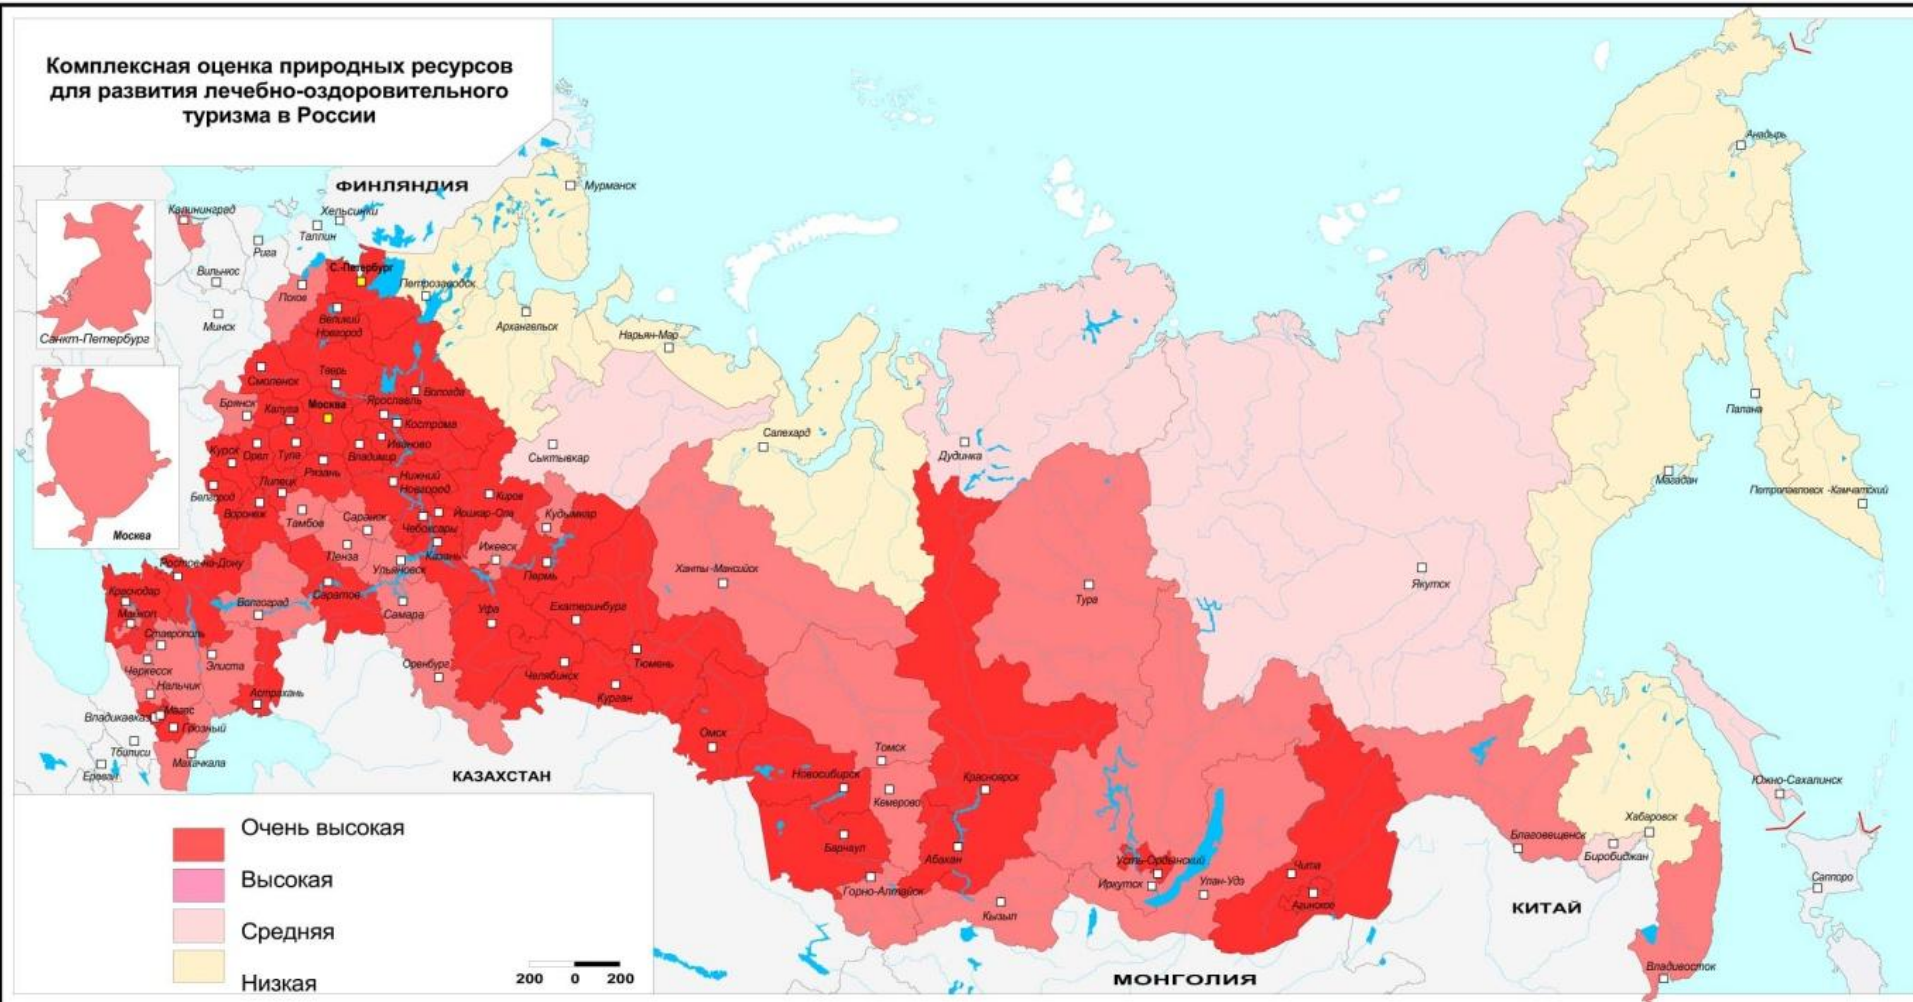 Комплексная оценка природных ресурсов
для развития лечебно-оздоровительного
туризма в России
ФИНЛЯНДИЯ
Мурманск
Анадырь
Калининград
Хельсинки
Таллин
Рига
Вильнюс
Минск
С.-Петербург
Петрозаводск
Псков
Великий
Новгород
Архангельск
Нарьян-Мар
Санкт-Петербург
Смоленск
Тверь
Вологда
Ярославль
Брянск
Калуга
Москва
Кострома
Иваново
Владимир
Курск
Орел
Тула
Рязань
Сыктывкар
Салехард
Дудинка
Палана
Магадан
Петропавловск -Камчатский
Нижний
Новгород
Липецк
Белгород
Воронеж
Киров
Тамбов
Саранск
Чебоксары
Йошкар-Ола
Кудымкар
Москва
Пенза
Ульяновск
Казань
Ижевск
Пермь
Ростов-на-Дону
Краснодар
Майкоп
Волгоград
Саратов
Самара
Уфа
Екатеринбург
Ханты-Мансийск
Тура
Якутск
Ставрополь
Черкесск
Элиста
Оренбург
Челябинск
Тюмень
Курган
Нальчик
Астрахань
Владикавказ
Магас
Грозный
Тбилиси
Махачкала
Ереван
КАЗАХСТАН
Омск
Новосибирск
Томск
Кемерово
Красноярск
Барнаул
Абакан
Горно-Алтайск
Кызыл
Усть-Ордынский
Иркутск
Улан-Удэ
Чита
Агинское
Благовещенск
Биробиджан
Хабаровск
Южно-Сахалинск
Саппоро
Владивосток
КИТАЙ
МОНГОЛИЯ
Очень высокая
Высокая
Средняя
Низкая
200 0 200